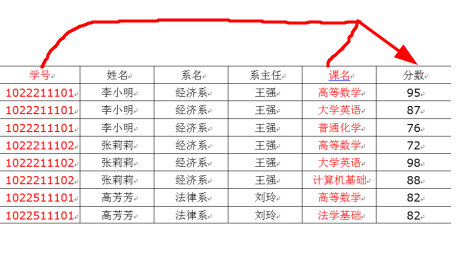 学号 姓名 系名 系主任 课名 分数
1022211101 李小明 经济系 王强 高等数学 95
1022211101 李小明 经济系 王强 大学英语 87
1022211101 李小明 经济系 王强 普通化学 76
1022211102 张莉莉 经济系 王强 高等数学 72
1022211102 张莉莉 经济系 王强 大学英语 98
1022211102 张莉莉 经济系 王强 计算机基础 88
1022511101 高芳芳 法律系 刘玲 高等数学 82
1022511101 高芳芳 法律系 刘玲 法学基础 82